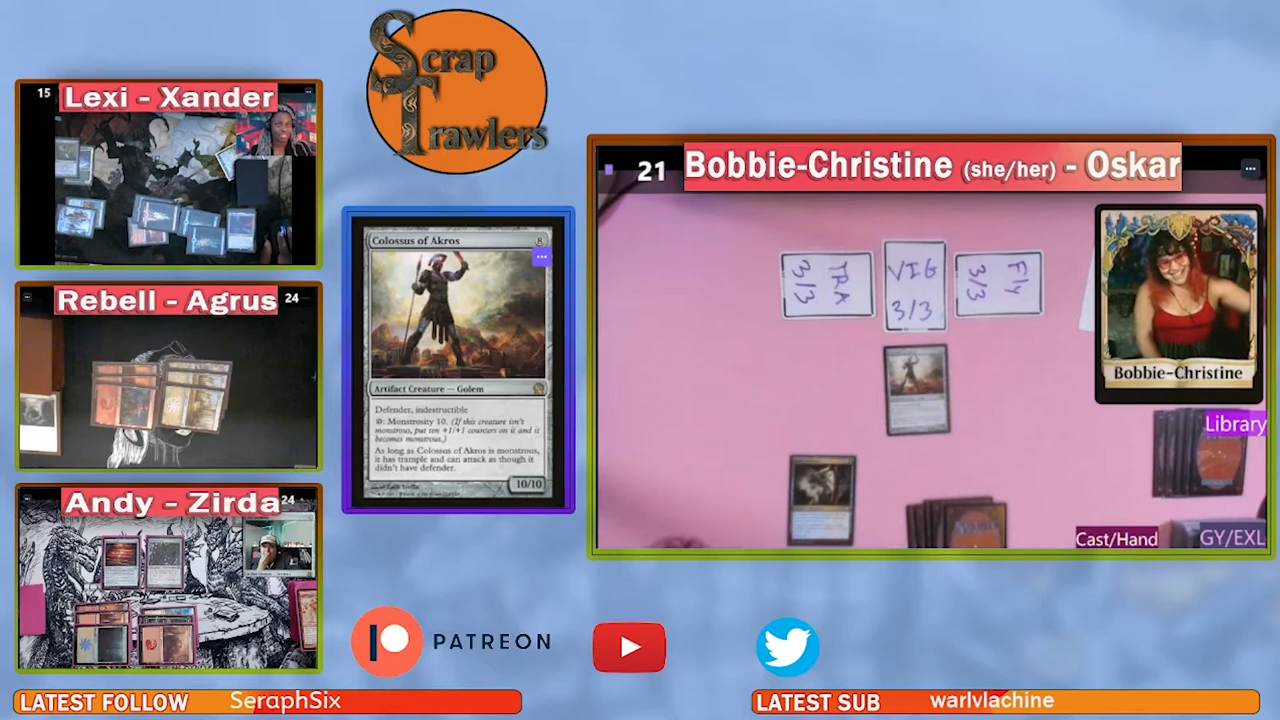 Scrap
Trawlers
15
Lexi - Xander
Rebell - Agrus
24
Andy - Zirda
24
Colossus of Akros
8
Artifact Creature — Golem
Defender, indestructible
: Monstrosity 10. (If this creature isn't
monstrous, put ten +1/+1 counters on it and it
becomes monstrous.)
As long as Colossus of Akros is monstrous,
it has trample and can attack as though it
didn't have defender.
10/10
21
Bobbie-Christine (she/her) - Oskar
TRA
3/3
VIG
3/3
Fly
3/3
Bobbie-Christine
Library
Cast/Hand
GY/EXL
PATREON
LATEST FOLLOW
SeraphSix
LATEST SUB
warlvlachine